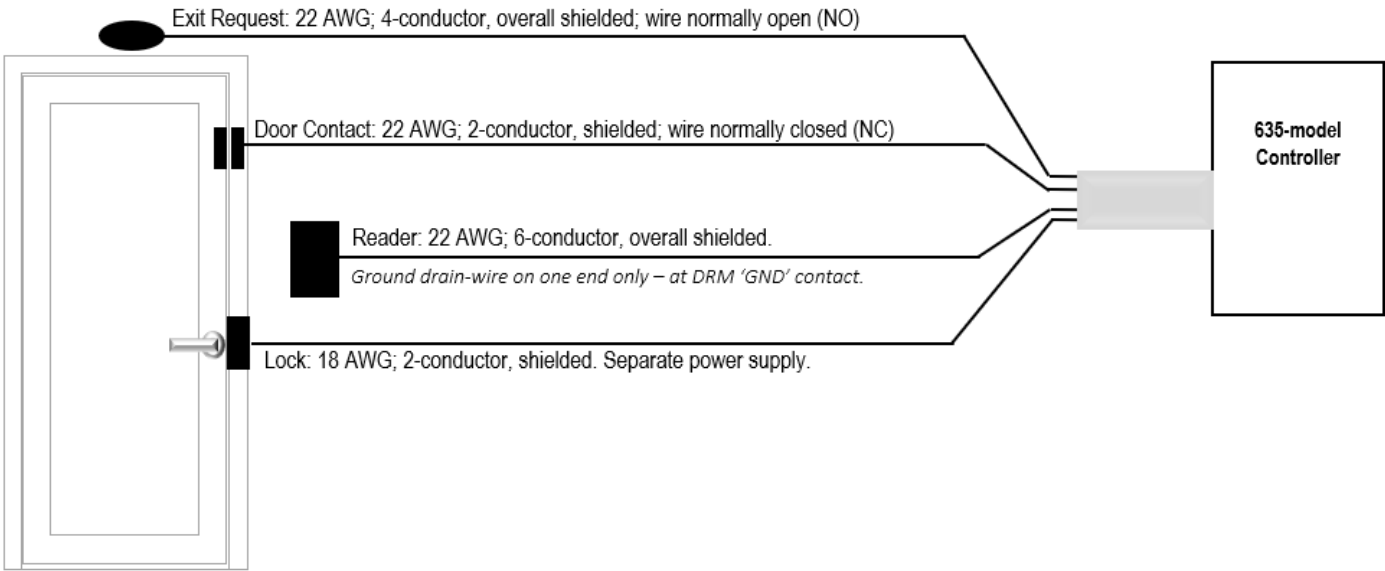 Exit Request: 22 AWG; 4-conductor, overall shielded; wire normally open (NO)
Door Contact: 22 AWG; 2-conductor, shielded; wire normally closed (NC)
635-model
Controller
Reader: 22 AWG; 6-conductor, overall shielded.
Ground drain-wire on one end only – at DRM ‘GND’ contact.
Lock: 18 AWG; 2-conductor, shielded. Separate power supply.